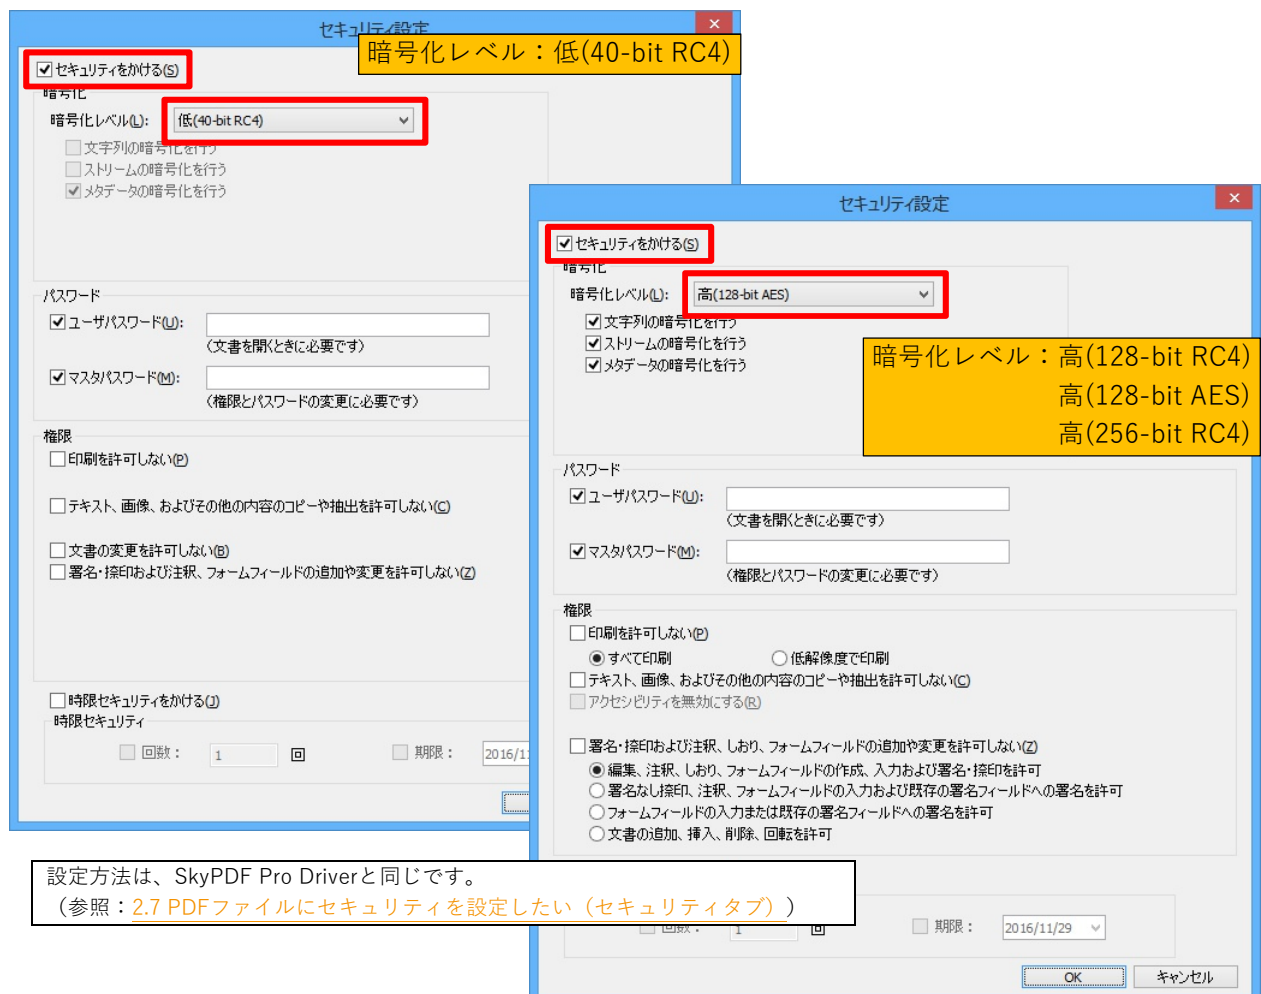 セキュリティ設定
暗号化レベル：低(40-bit RC4)
セキュリティをかける(S)
暗号化
暗号化レベル(L): 低(40-bit RC4)
文字列の暗号化を行う
ストリームの暗号化を行う
メタデータの暗号化を行う
パスワード
ユーザパスワード(U):
(文書を開くときに必要です)
マスタパスワード(M):
(権限とパスワードの変更に必要です)
権限
印刷を許可しない(P)
テキスト、画像、およびその他の内容のコピーや抽出を許可しない(C)
文書の変更を許可しない(B)
署名・捺印および注釈、フォームフィールドの追加や変更を許可しない(Z)
時限セキュリティをかける(J)
時限セキュリティ
回数： 1 回 期限： 2016/1
セキュリティ設定
セキュリティをかける(S)
暗号化
暗号化レベル(L): 高(128-bit AES)
文字列の暗号化を行う
ストリームの暗号化を行う
メタデータの暗号化を行う
暗号化レベル：高(128-bit RC4)
高(128-bit AES)
高(256-bit RC4)
パスワード
ユーザパスワード(U):
(文書を開くときに必要です)
マスタパスワード(M):
(権限とパスワードの変更に必要です)
権限
印刷を許可しない(P)
すべて印刷 低解像度で印刷
テキスト、画像、およびその他の内容のコピーや抽出を許可しない(C)
アクセシビリティを無効にする(R)
署名・捺印および注釈、しおり、フォームフィールドの追加や変更を許可しない(Z)
編集、注釈、しおり、フォームフィールドの作成、入力および署名・捺印を許可
署名なし捺印、注釈、フォームフィールドの入力および既存の署名フィールドへの署名を許可
フォームフィールドの入力または既存の署名フィールドへの署名を許可
文書の追加、挿入、削除、回転を許可
設定方法は、SkyPDF Pro Driverと同じです。
（参照：2.7 PDFファイルにセキュリティを設定したい（セキュリティタブ））
回数： 1 回 期限： 2016/11/29
OK キャンセル